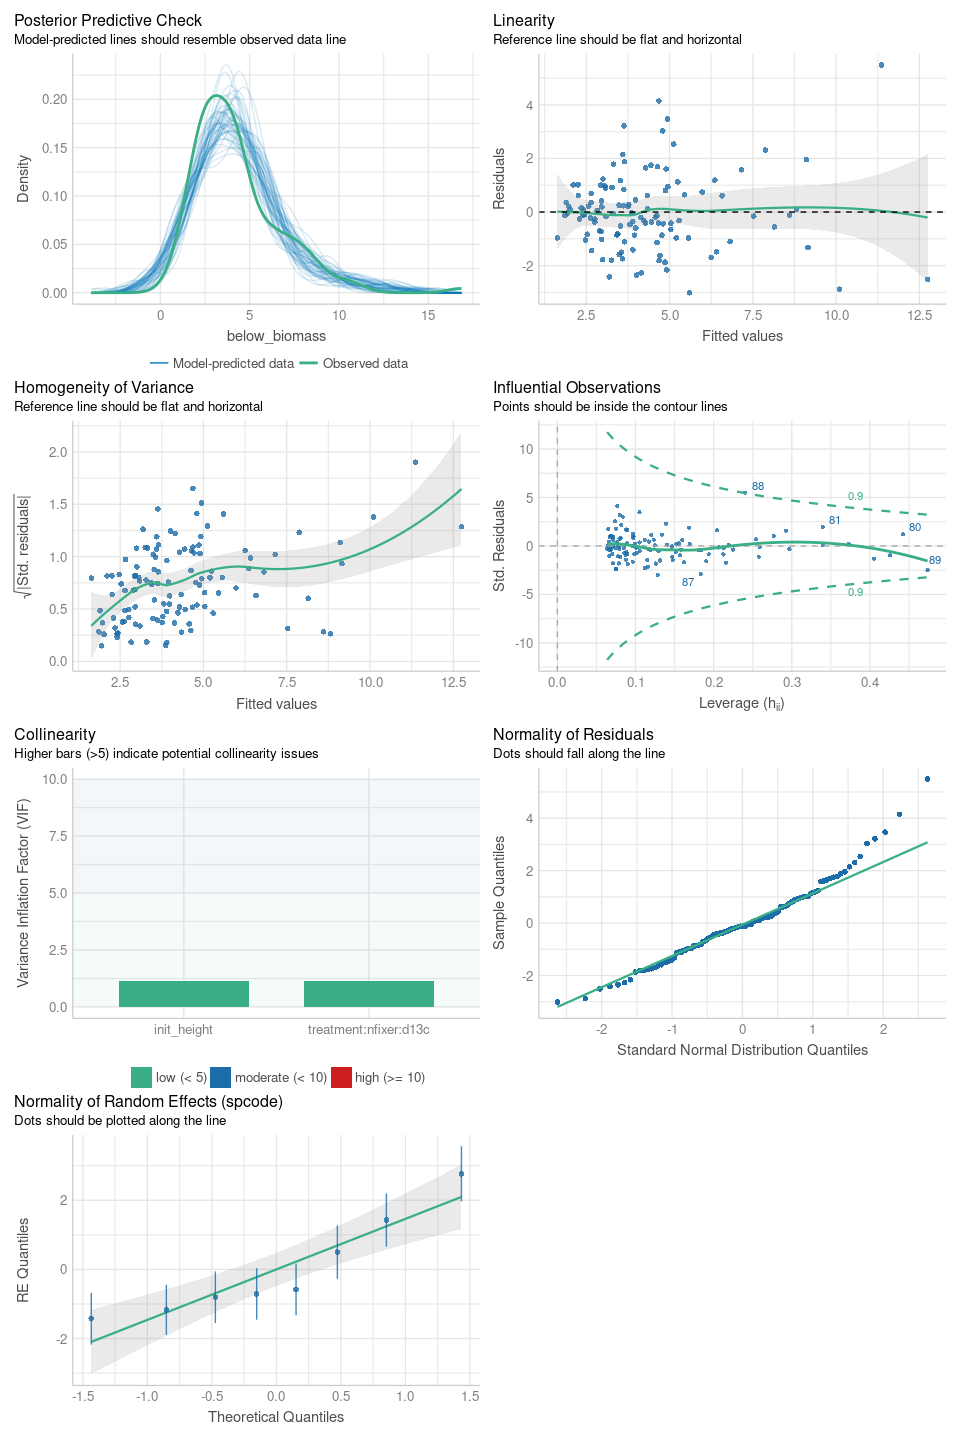 Posterior Predictive Check
Model-predicted lines should resemble observed data line
Density
0.20
0.15
0.10
0.05
0.00
0
5
10
15
below_biomass
Model-predicted data
Observed data
Linearity
Reference line should be flat and horizontal
Residuals
4
2
0
-2
2.5
5.0
7.5
10.0
12.5
Fitted values
Homogeneity of Variance
Reference line should be flat and horizontal
√|Std. residuals|
2.0
1.5
1.0
0.5
0.0
2.5
5.0
7.5
10.0
12.5
Fitted values
Influential Observations
Points should be inside the contour lines
Std. Residuals
10
5
0
-5
-10
88
0.9
81
80
89
87
0.9
0.0
0.1
0.2
0.3
0.4
Leverage (hii)
Collinearity
Higher bars (>5) indicate potential collinearity issues
Variance Inflation Factor (VIF)
10.0
7.5
5.0
2.5
0.0
init_height
treatment:nfixer:d13c
low (< 5)
moderate (< 10)
high (>= 10)
Normality of Residuals
Dots should fall along the line
Sample Quantiles
4
2
0
-2
-2
-1
0
1
2
Standard Normal Distribution Quantiles
Normality of Random Effects (spcode)
Dots should be plotted along the line
RE Quantiles
2
0
-2
-1.5
-1.0
-0.5
0.0
0.5
1.0
1.5
Theoretical Quantiles